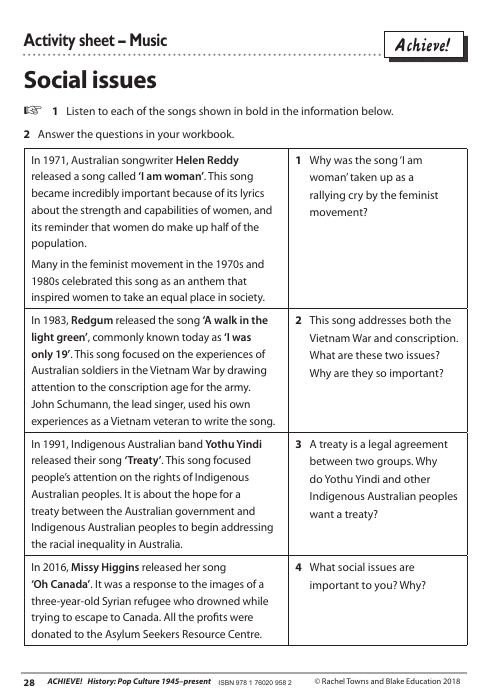 Activity sheet – Music
Achieve!
Social issues
1 Listen to each of the songs shown in bold in the information below.
2 Answer the questions in your workbook.
In 1971, Australian songwriter Helen Reddy
released a song called ‘I am woman’. This song
became incredibly important because of its lyrics
about the strength and capabilities of women, and
its reminder that women do make up half of the
population.
Many in the feminist movement in the 1970s and
1980s celebrated this song as an anthem that
inspired women to take an equal place in society.
1 Why was the song ‘I am
woman’ taken up as a
rallying cry by the feminist
movement?
In 1983, Redgum released the song ‘A walk in the
light green’, commonly known today as ‘I was
only 19’. This song focused on the experiences of
Australian soldiers in the Vietnam War by drawing
attention to the conscription age for the army.
John Schumann, the lead singer, used his own
experiences as a Vietnam veteran to write the song.
2 This song addresses both the
Vietnam War and conscription.
What are these two issues?
Why are they so important?
In 1991, Indigenous Australian band Yothu Yindi
released their song ‘Treaty’. This song focused
people’s attention on the rights of Indigenous
Australian peoples. It is about the hope for a
treaty between the Australian government and
Indigenous Australian peoples to begin addressing
the racial inequality in Australia.
3 A treaty is a legal agreement
between two groups. Why
do Yothu Yindi and other
Indigenous Australian peoples
want a treaty?
In 2016, Missy Higgins released her song
‘Oh Canada’. It was a response to the images of a
three-year-old Syrian refugee who drowned while
trying to escape to Canada. All the profits were
donated to the Asylum Seekers Resource Centre.
4 What social issues are
important to you? Why?
28 ACHIEVE! History: Pop Culture 1945–present ISBN 978 1 76020 958 2 © Rachel Towns and Blake Education 2018